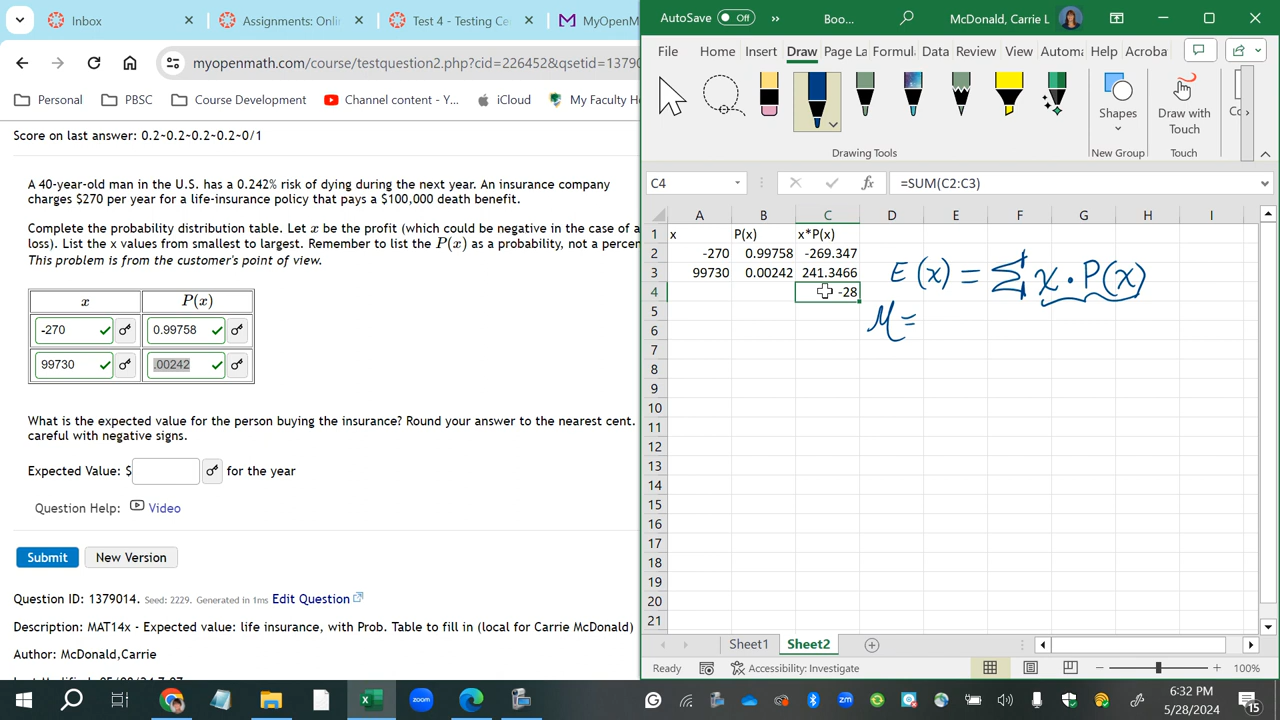 Inbox
Assignments: Onli
Test 4 - Testing Ce
MyOpenM
myopenmath.com/course/testquestion2.php?cid=226452&qsetid=13790
Personal
PBSC
Course Development
Channel content - Y...
iCloud
My Faculty H
Score on last answer: 0.2~0.2~0.2~0.2~0/1
A 40-year-old man in the U.S. has a 0.242% risk of dying during the next year. An insurance company
charges $270 per year for a life-insurance policy that pays a $100,000 death benefit.
Complete the probability distribution table. Let x be the profit (which could be negative in the case of a
loss). List the x values from smallest to largest. Remember to list the P(x) as a probability, not a percen
This problem is from the customer's point of view.
x P(x)
-270 0.99758
99730 .00242
What is the expected value for the person buying the insurance? Round your answer to the nearest cent.
careful with negative signs.
Expected Value: $ for the year
Question Help: Video
Submit New Version
Question ID: 1379014. Seed: 2229. Generated in 1ms Edit Question
Description: MAT14x - Expected value: life insurance, with Prob. Table to fill in (local for Carrie McDonald)
Author: McDonald,Carrie
AutoSave Off » Boo... McDonald, Carrie L
File Home Insert Draw Page La Formul Data Review View Automa Help Acroba
Shapes
Draw with
Touch
Drawing Tools New Group Touch
C4 fx =SUM(C2:C3)
A B C D E F G H I
1 x P(x) x*P(x)
2 -270 0.99758 -269.347
3 99730 0.00242 241.3466
4 -28
5
6
7
8
9
10
11
12
13
14
15
16
17
18
19
20
21
E(x) = Σ x · P(x)
M =
Sheet1 Sheet2
Ready Accessibility: Investigate 100%
zoom
zm
6:32 PM
5/28/2024
15